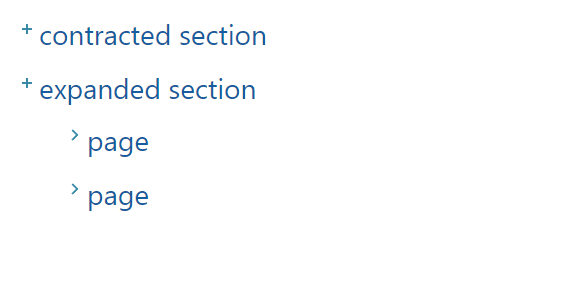 + contracted section
+ expanded section
> page
> page